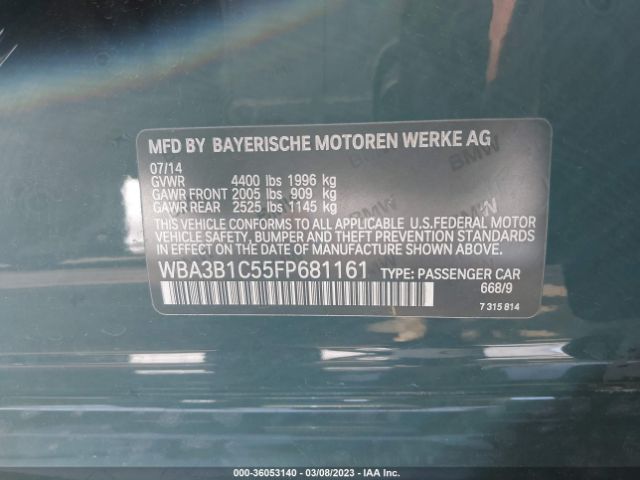 MFD BY BAYERISCHE MOTOREN WERKE AG
07/14
GVWR 4400 lbs 1996 kg
GAWR FRONT 2005 lbs 909 kg
GAWR REAR 2525 lbs 1145 kg
THIS VEHICLE CONFORMS TO ALL APPLICABLE U.S.FEDERAL MOTOR
VEHICLE SAFETY, BUMPER, AND THEFT PREVENTION STANDARDS
IN EFFECT ON THE DATE OF MANUFACTURE SHOWN ABOVE.
WBA3B1C55FP681161 TYPE: PASSENGER CAR
668/9
7 315 814
000-36053140 - 03/08/2023 - IAA Inc.